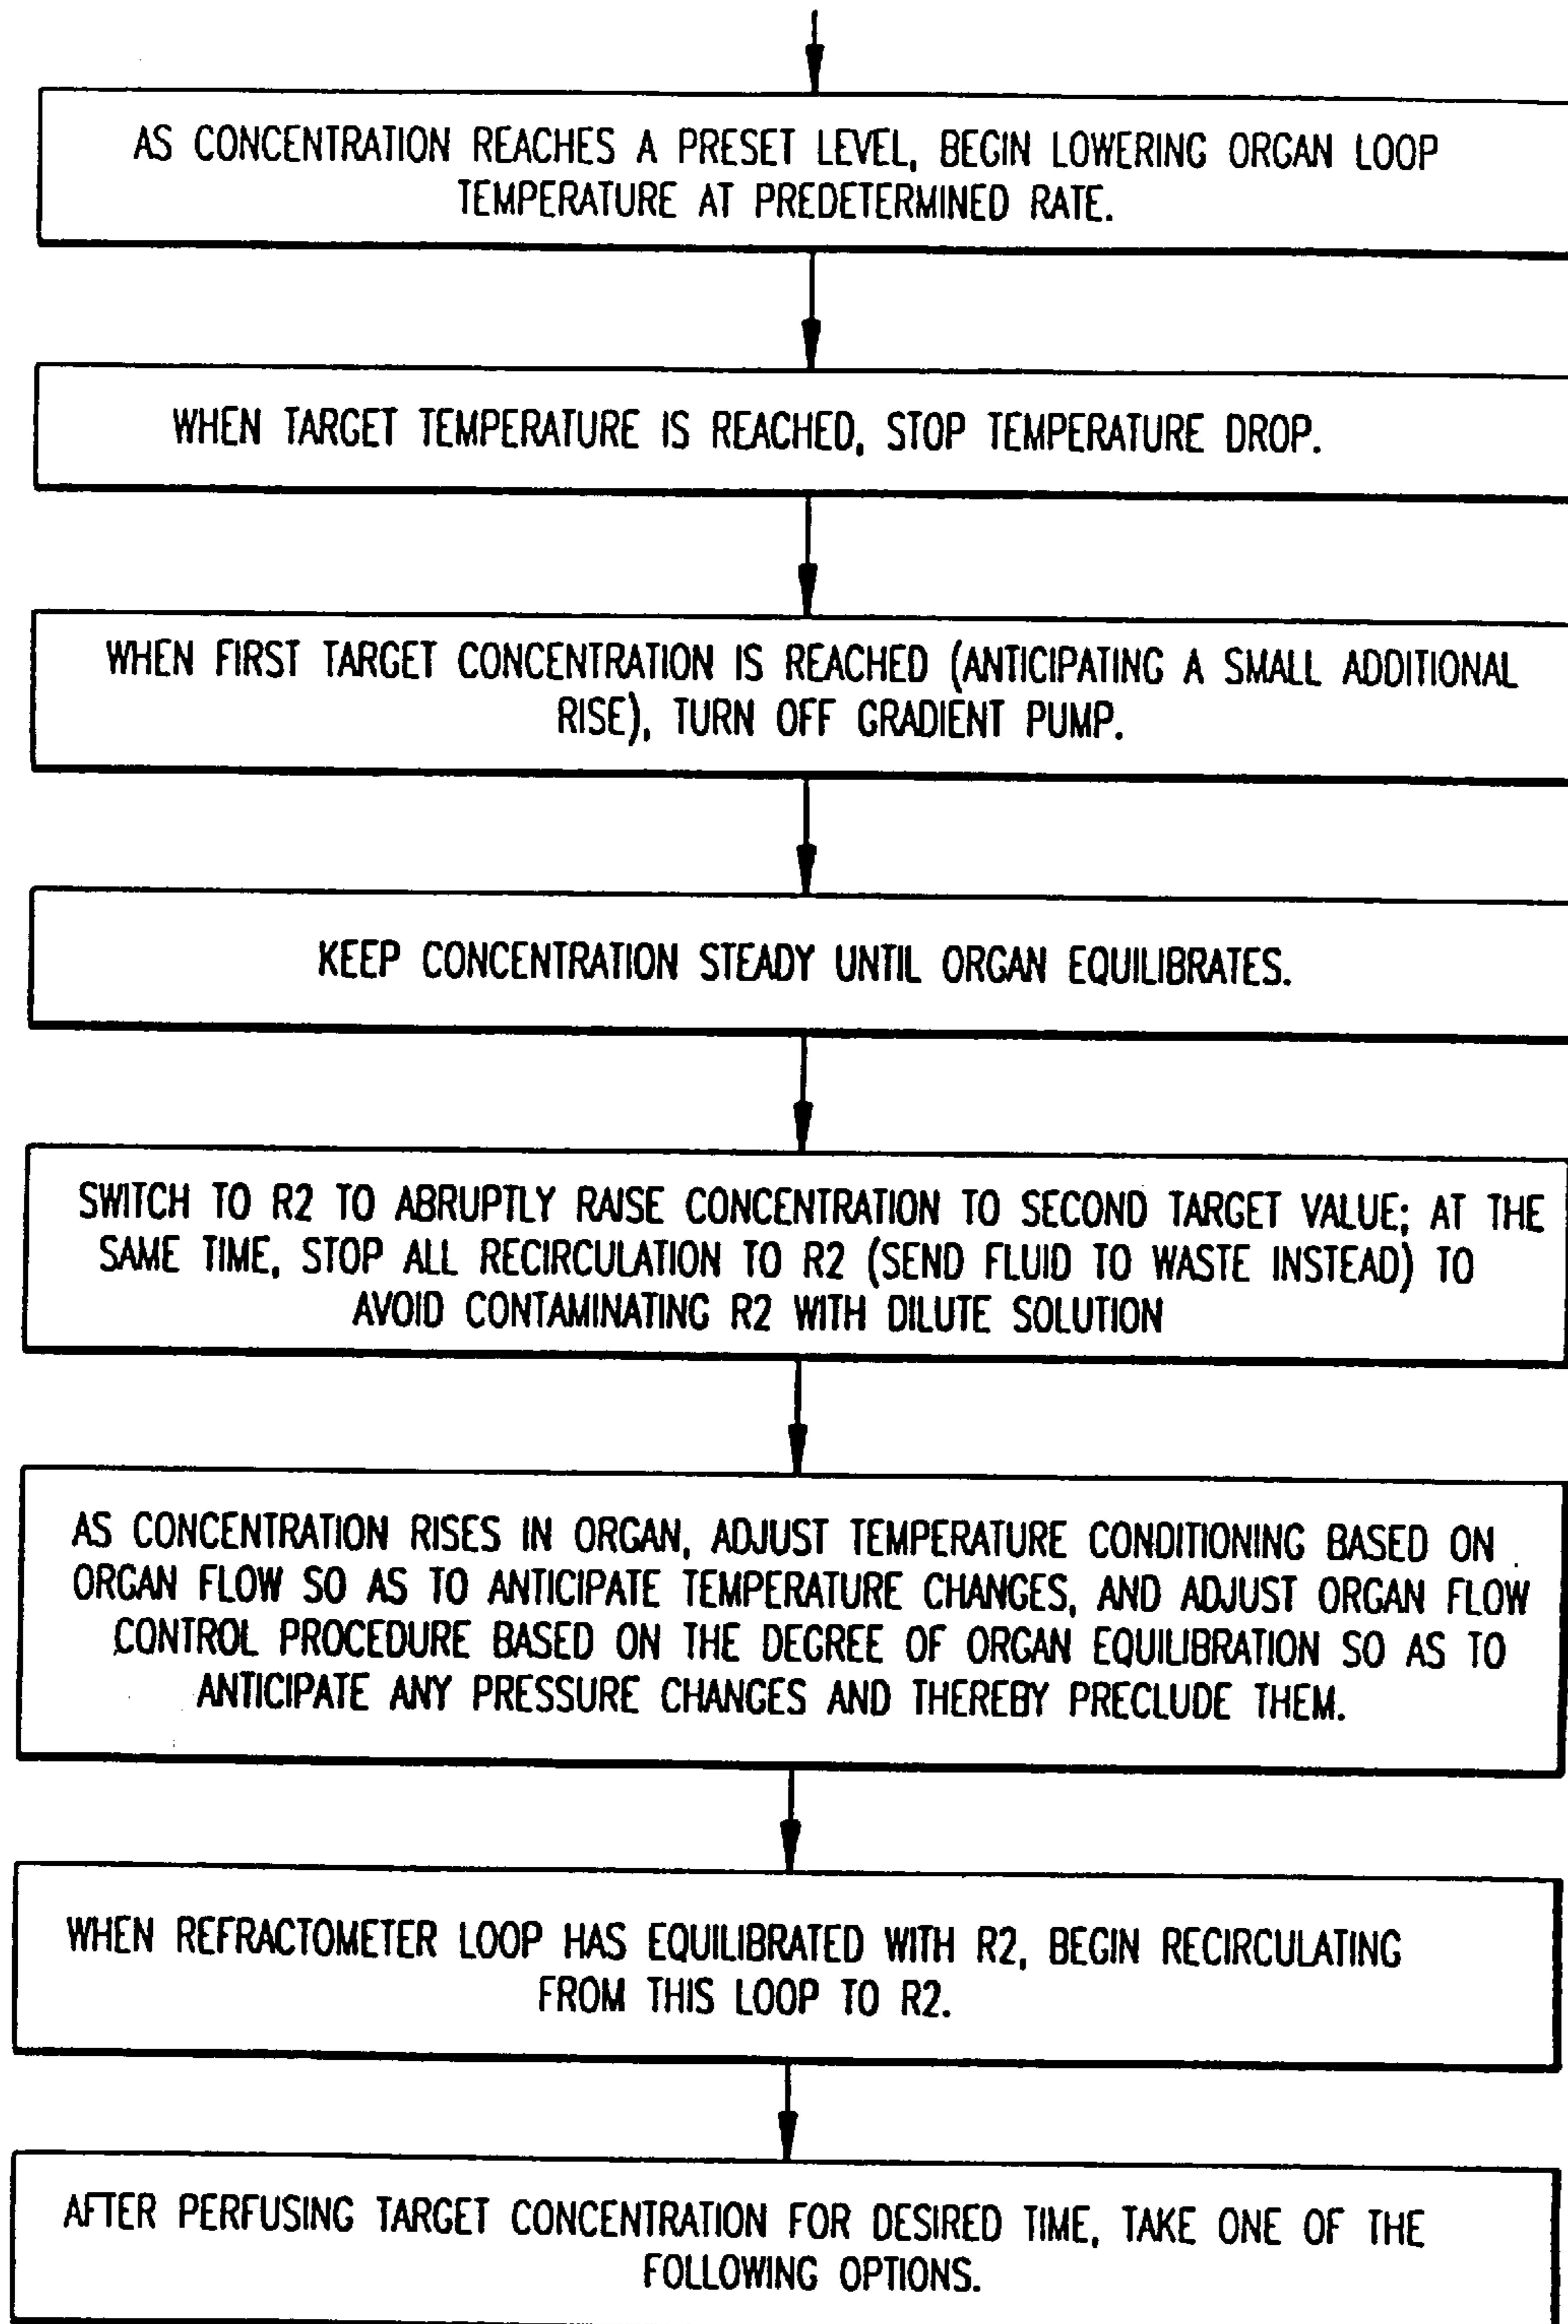 AS CONCENTRATION REACHES A PRESET LEVEL, BEGIN LOWERING ORGAN LOOP
TEMPERATURE AT PREDETERMINED RATE.
WHEN TARGET TEMPERATURE IS REACHED, STOP TEMPERATURE DROP.
WHEN FIRST TARGET CONCENTRATION IS REACHED (ANTICIPATING A SMALL ADDITIONAL
RISE), TURN OFF GRADIENT PUMP.
KEEP CONCENTRATION STEADY UNTIL ORGAN EQUILIBRATES.
SWITCH TO R2 TO ABRUPTLY RAISE CONCENTRATION TO SECOND TARGET VALUE; AT THE
SAME TIME, STOP ALL RECIRCULATION TO R2 (SEND FLUID TO WASTE INSTEAD) TO
AVOID CONTAMINATING R2 WITH DILUTE SOLUTION
AS CONCENTRATION RISES IN ORGAN, ADJUST TEMPERATURE CONDITIONING BASED ON
ORGAN FLOW SO AS TO ANTICIPATE TEMPERATURE CHANGES, AND ADJUST ORGAN FLOW
CONTROL PROCEDURE BASED ON THE DEGREE OF ORGAN EQUILIBRATION SO AS TO
ANTICIPATE ANY PRESSURE CHANGES AND THEREBY PRECLUDE THEM.
WHEN REFRACTOMETER LOOP HAS EQUILIBRATED WITH R2, BEGIN RECIRCULATING
FROM THIS LOOP TO R2.
AFTER PERFUSING TARGET CONCENTRATION FOR DESIRED TIME, TAKE ONE OF THE
FOLLOWING OPTIONS.